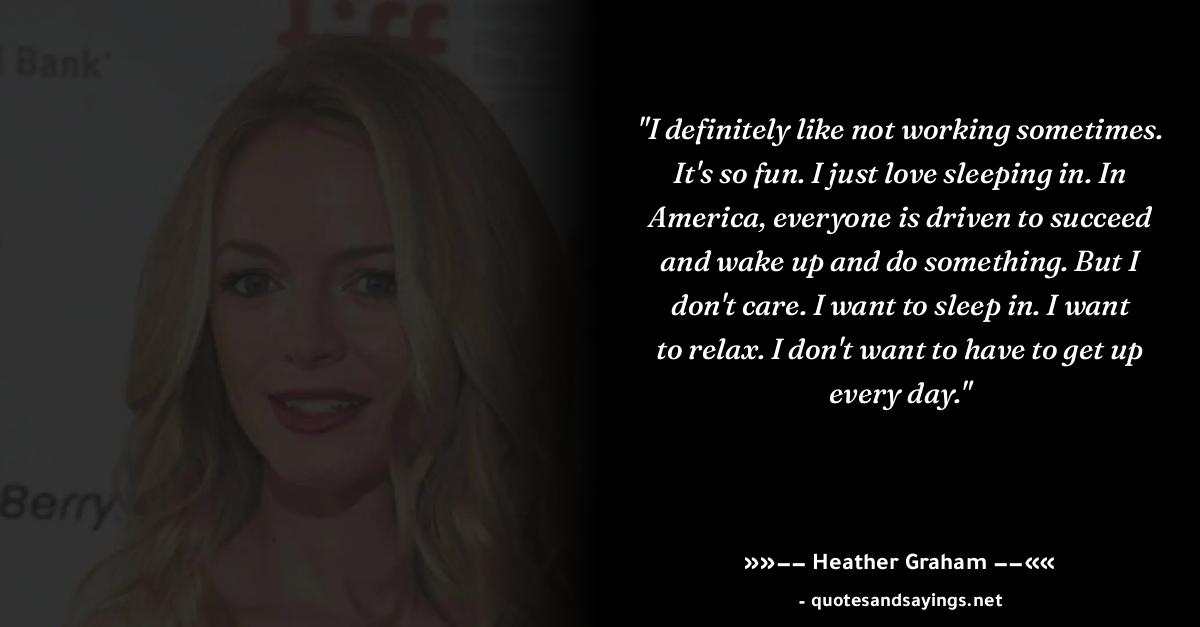 tiff
Bank
Berry
"I definitely like not working sometimes.
It's so fun. I just love sleeping in. In
America, everyone is driven to succeed
and wake up and do something. But I
don't care. I want to sleep in. I want
to relax. I don't want to have to get up
every day."
»»−− Heather Graham −−««
- quotesandsayings.net